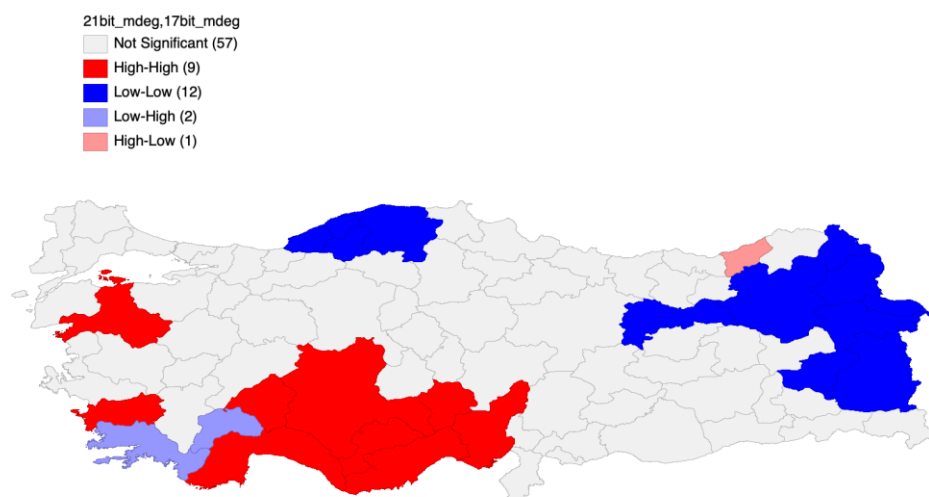 21bit_mdeg,17bit_mdeg
Not Significant (57)
High-High (9)
Low-Low (12)
Low-High (2)
High-Low (1)